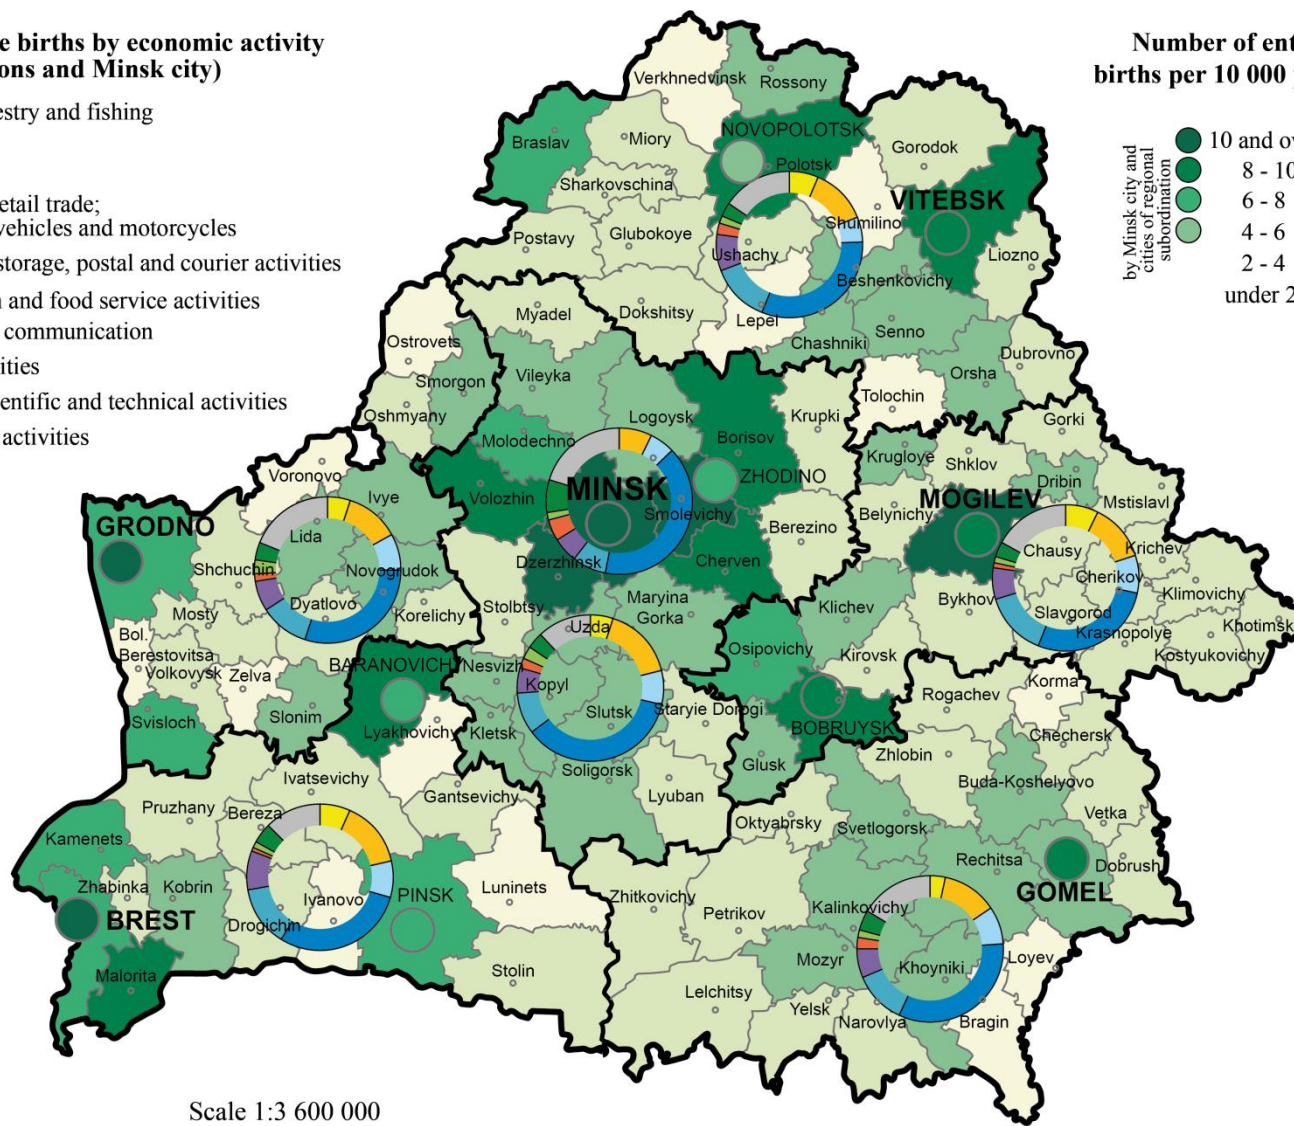 e births by economic activity
ons and Minsk city)
estry and fishing
etail trade;
vehicles and motorcycles
storage, postal and courier activities
and food service activities
communication
ities
entific and technical activities
activities
Number of ent
births per 10 000
by Minsk city and
cities of regional
subordination
10 and ov
8 - 10
6 - 8
4 - 6
2 - 4
under 2
Verkhnedvinsk
Rossony
Braslav
Miory
NOVOPOLOTSK
Polotsk
Gorodok
Sharkovschina
VITEBSK
Shumilino
Postavy
Glubokoye
Ushachy
Liozno
Beshenkovichy
Myadel
Dokshitsy
Lepel
Senno
Chashniki
Ostrovets
Dubrovno
Smorgon
Vileyka
Orsha
Tolochin
Oshmyany
Logoysk
Krupki
Gorki
Molodechno
Borisov
Krugloye
Shklov
Voronovo
Volozhin
MINSK
ZHODINO
Dribin
Mstislavl
Ivye
Smolevichy
Belynichy
MOGILEV
GRODNO
Lida
Berezino
Chausy
Krichev
Shchuchin
Novogrudok
Dzerzhinsk
Cherven
Cherikov
Klimovichy
Mosty
Dyatlovo
Korelichy
Stolbtsy
Maryina
Gorka
Klichev
Bykhov
Slavgorod
Khotimsk
Bol.
Berestovitsa
Uzda
Krasnopolye
Kostyukovichy
Volkovysk
Zelva
BARANOVICHI
Nesvizh
Osipovichy
Kirovsk
Kopyl
Rogachev
Korma
Svisloch
Slonim
Lyakhovichy
Kletsk
Slutsk
Staryie Dorogi
BOBRUYSK
Chechersk
Zhlobin
Ivatsevichy
Soligorsk
Glusk
Buda-Koshelyovo
Pruzhany
Bereza
Gantsevichy
Lyuban
Oktyabrsky
Svetlogorsk
Vetka
Kamenets
Rechitsa
Dobrush
Zhabinka
Kobrin
Ivanovo
PINSK
Luninets
Zhitkovichy
GOMEL
BREST
Drogichin
Petrikov
Kalinkovichy
Malorita
Stolin
Mozyr
Khoyniki
Loyev
Lelchitsy
Yelsk
Narovlya
Bragin
Scale 1:3 600 000